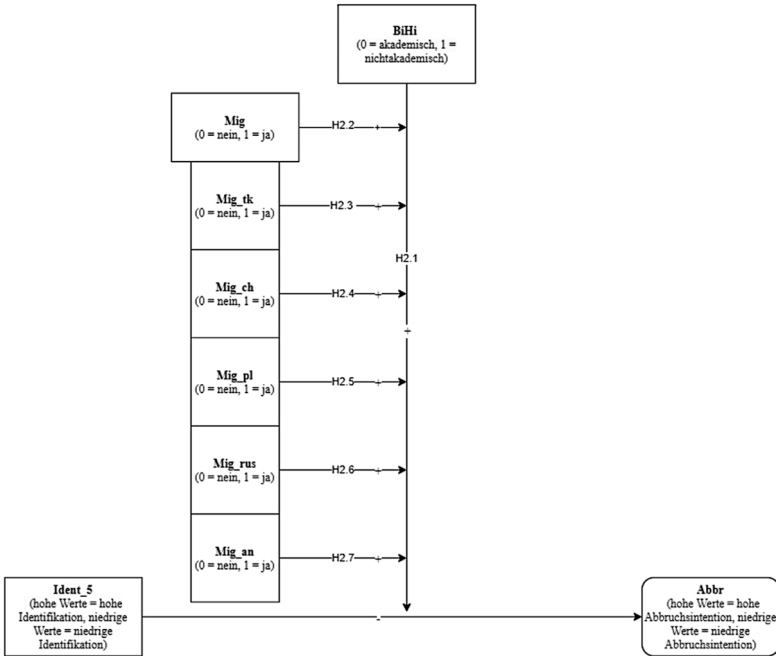 BiHi
(0 = akademisch, 1 =
nichtakademisch)
Mig
(0 = nein, 1 = ja)
H2.2
+
Mig_tk
(0 = nein, 1 = ja)
H2.3
+
H2.1
Mig_ch
(0 = nein, 1 = ja)
H2.4
+
+
Mig_pl
(0 = nein, 1 = ja)
H2.5
+
Mig_rus
(0 = nein, 1 = ja)
H2.6
+
Mig_an
(0 = nein, 1 = ja)
H2.7
+
Ident_5
(hohe Werte = hohe
Identifikation, niedrige
Werte = niedrige
Identifikation)
-
Abbr
(hohe Werte = hohe
Abbruchsintention, niedrige
Werte = niedrige
Abbruchsintention)